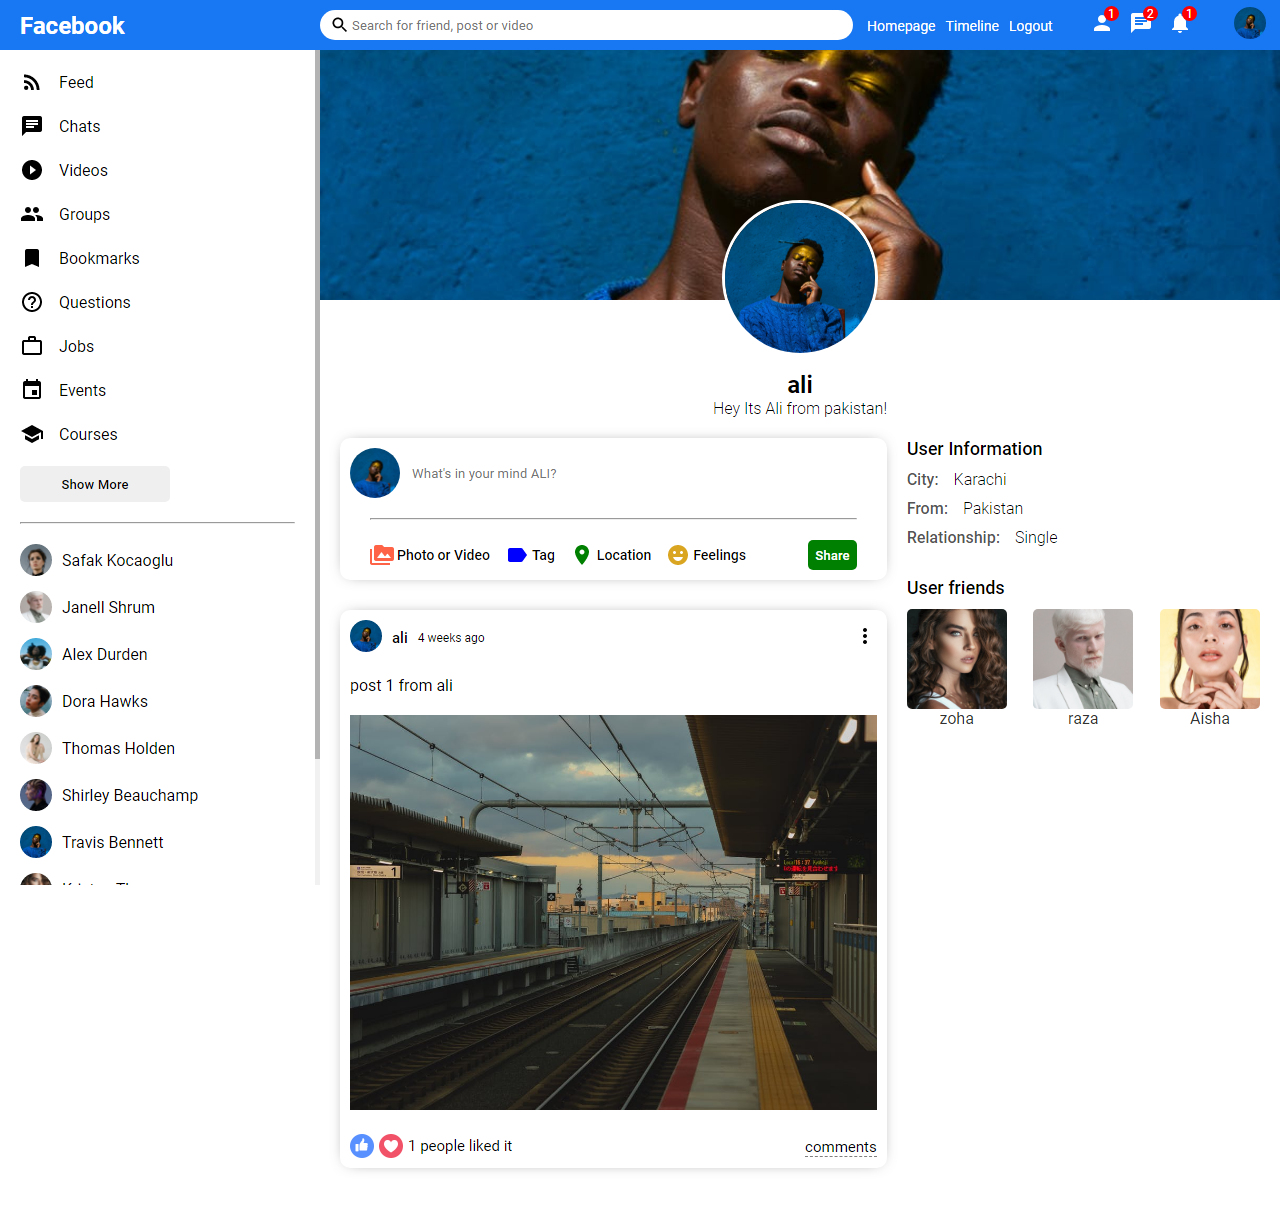 Facebook
Search for friend, post or video
Homepage Timeline Logout
1 2 1
Feed
Chats
Videos
Groups
Bookmarks
Questions
Jobs
Events
Courses
Show More
Safak Kocaoglu
Janell Shrum
Alex Durden
Dora Hawks
Thomas Holden
Shirley Beauchamp
Travis Bennett
ali
Hey Its Ali from pakistan!
What's in your mind ALI?
Photo or Video Tag Location Feelings Share
ali 4 weeks ago
post 1 from ali
1
1 people liked it comments
User Information
City: Karachi
From: Pakistan
Relationship: Single
User friends
zoha raza Aisha